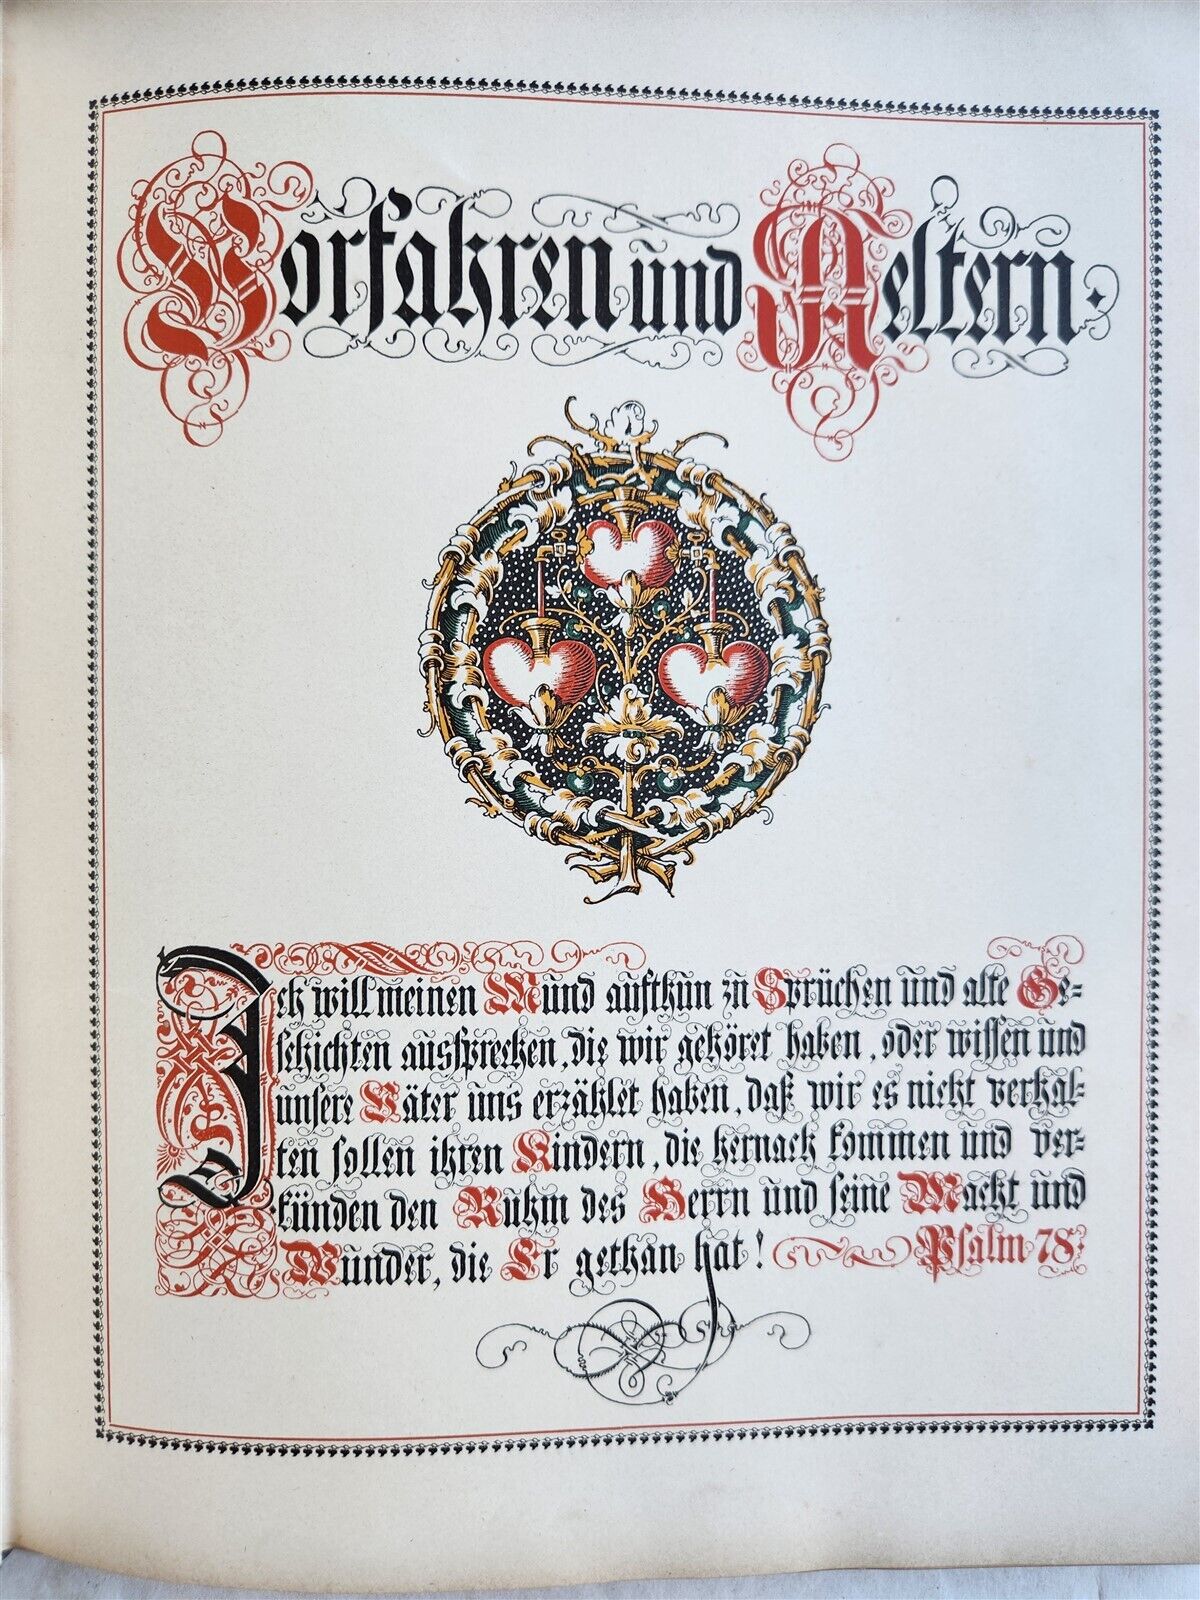 Vorfahren und Aeltern.
Ich will meinen Mund aufthun zu Sprüchen und alte Ge-
schichten aussprechen, die wir gehöret haben, oder wissen und
unsere Väter uns erzählet haben, daß wir es nicht verhal-
ten sollen ihren Kindern, die hernach kommen und ver-
künden den Ruhm des Herrn und seine Macht und
Wunder, die Er gethan hat! Psalm 78.